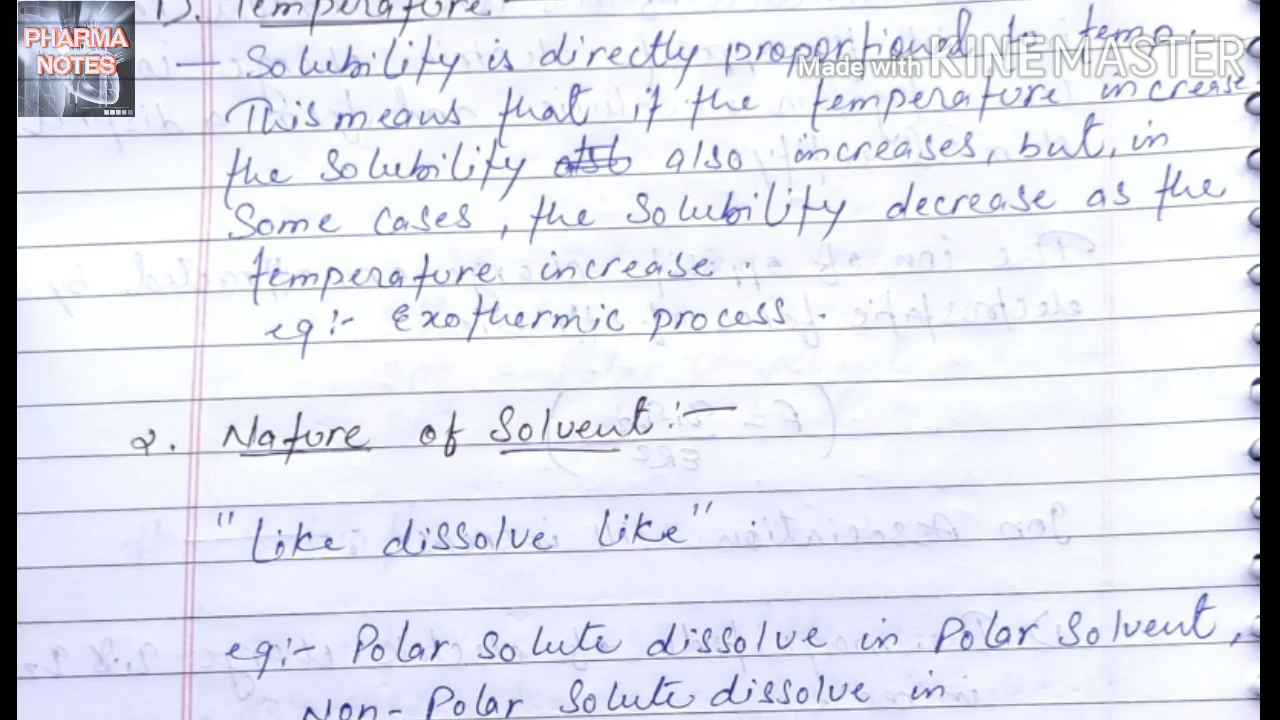 PHARMA
NOTES
Temperature
— Solubility is directly proportional to temp.
Made with KINEMASTER
This means that if the temperature increase
the solubility also increases, but, in
Some cases, the solubility decrease as the
temperature increase.
eg:- Exothermic process.
2. Nature of Solvent:—
"Like dissolve like"
eg:- Polar solute dissolve in Polar Solvent,
Non-Polar Solute dissolve in